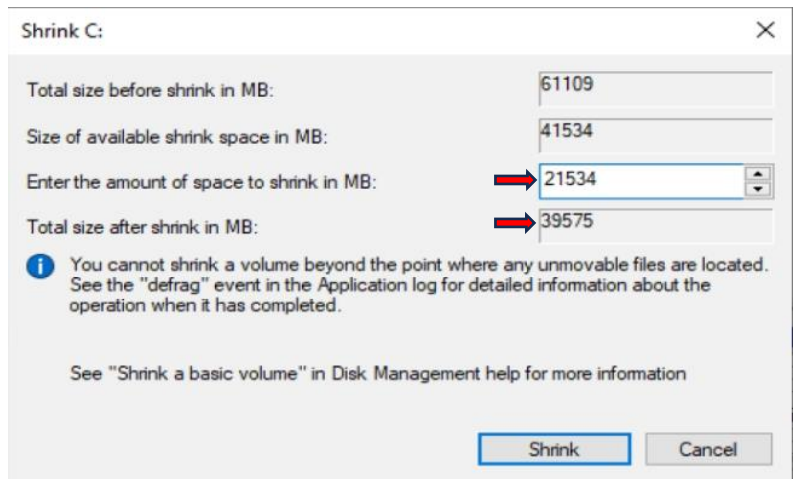 Shrink C:
Total size before shrink in MB: 61109
Size of available shrink space in MB: 41534
Enter the amount of space to shrink in MB: 21534
Total size after shrink in MB: 39575
You cannot shrink a volume beyond the point where any unmovable files are located.
See the "defrag" event in the Application log for detailed information about the
operation when it has completed.
See "Shrink a basic volume" in Disk Management help for more information
Shrink Cancel